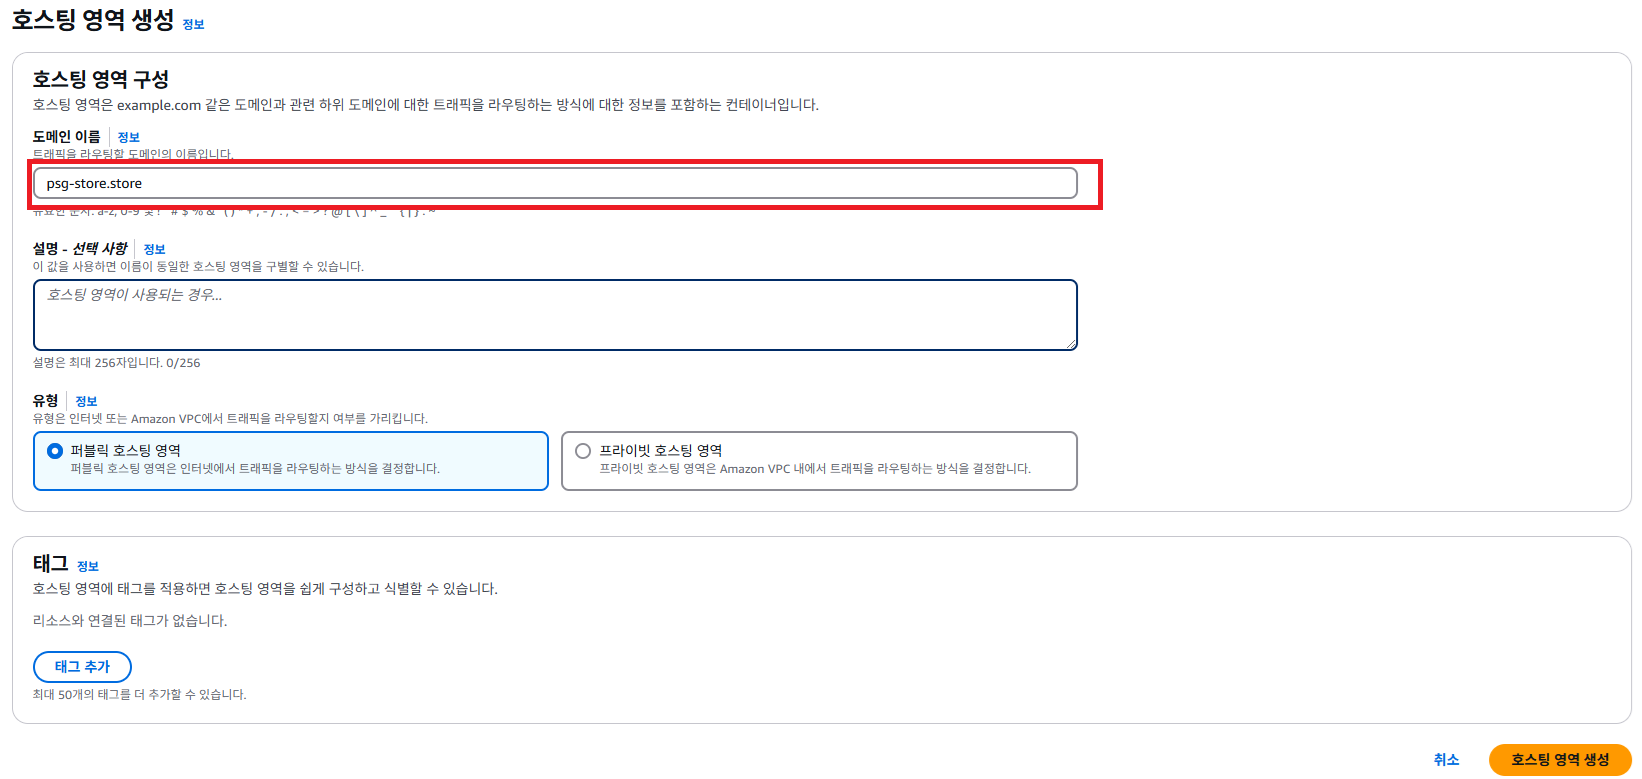 호스팅 영역 생성 정보
호스팅 영역 구성
호스팅 영역은 example.com 같은 도메인과 관련 하위 도메인에 대한 트래픽을 라우팅하는 방식에 대한 정보를 포함하는 컨테이너입니다.
도메인 이름 정보
트래픽을 라우팅할 도메인의 이름입니다.
psg-store.store
설명 - 선택 사항 정보
이 값을 사용하면 이름이 동일한 호스팅 영역을 구별할 수 있습니다.
호스팅 영역이 사용되는 경우...
설명은 최대 256자입니다. 0/256
유형 정보
유형은 인터넷 또는 Amazon VPC에서 트래픽을 라우팅할지 여부를 가리킵니다.
퍼블릭 호스팅 영역
퍼블릭 호스팅 영역은 인터넷에서 트래픽을 라우팅하는 방식을 결정합니다.
프라이빗 호스팅 영역
프라이빗 호스팅 영역은 Amazon VPC 내에서 트래픽을 라우팅하는 방식을 결정합니다.
태그 정보
호스팅 영역에 태그를 적용하면 호스팅 영역을 쉽게 구성하고 식별할 수 있습니다.
리소스와 연결된 태그가 없습니다.
태그 추가
최대 50개의 태그를 더 추가할 수 있습니다.
취소
호스팅 영역 생성